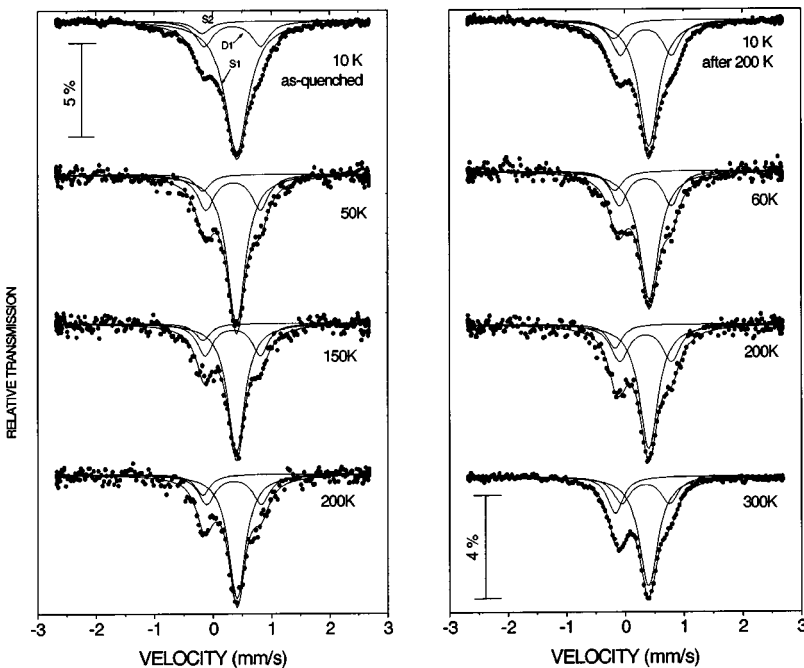 RELATIVE TRANSMISSION
S2
D1
S1
10 K
as-quenched
5 %
50K
150K
200K
-3 -2 -1 0 1 2 3
VELOCITY (mm/s)
10 K
after 200 K
60K
200K
300K
4 %
-3 -2 -1 0 1 2 3
VELOCITY (mm/s)